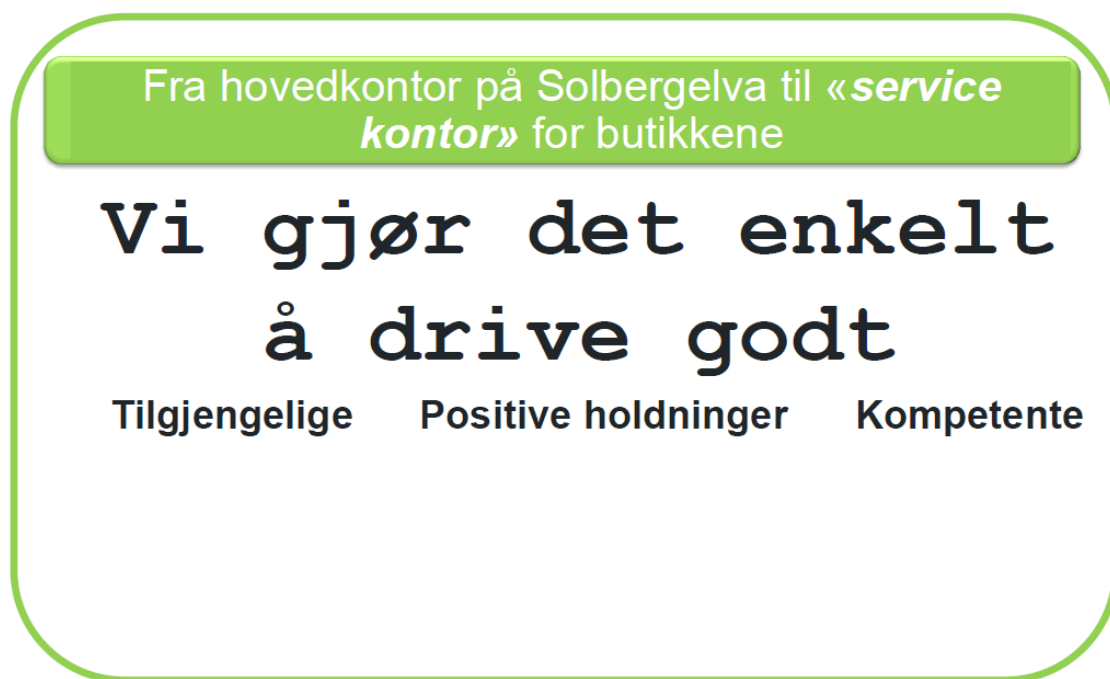 Fra hovedkontor på Solbergelva til «service
kontor» for butikkene
Vi gjør det enkelt
å drive godt
Tilgjengelige Positive holdninger Kompetente